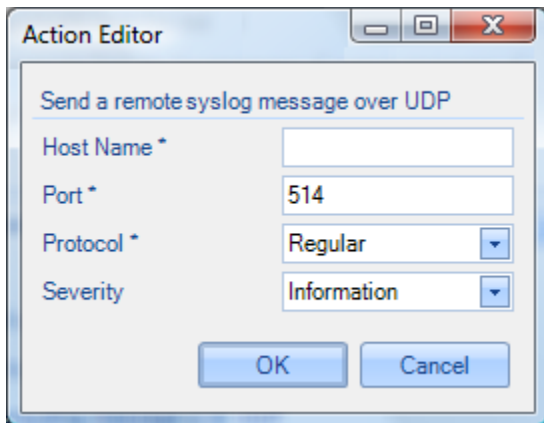 Action Editor
Send a remote syslog message over UDP
Host Name *
Port * 514
Protocol * Regular
Severity Information
OK Cancel